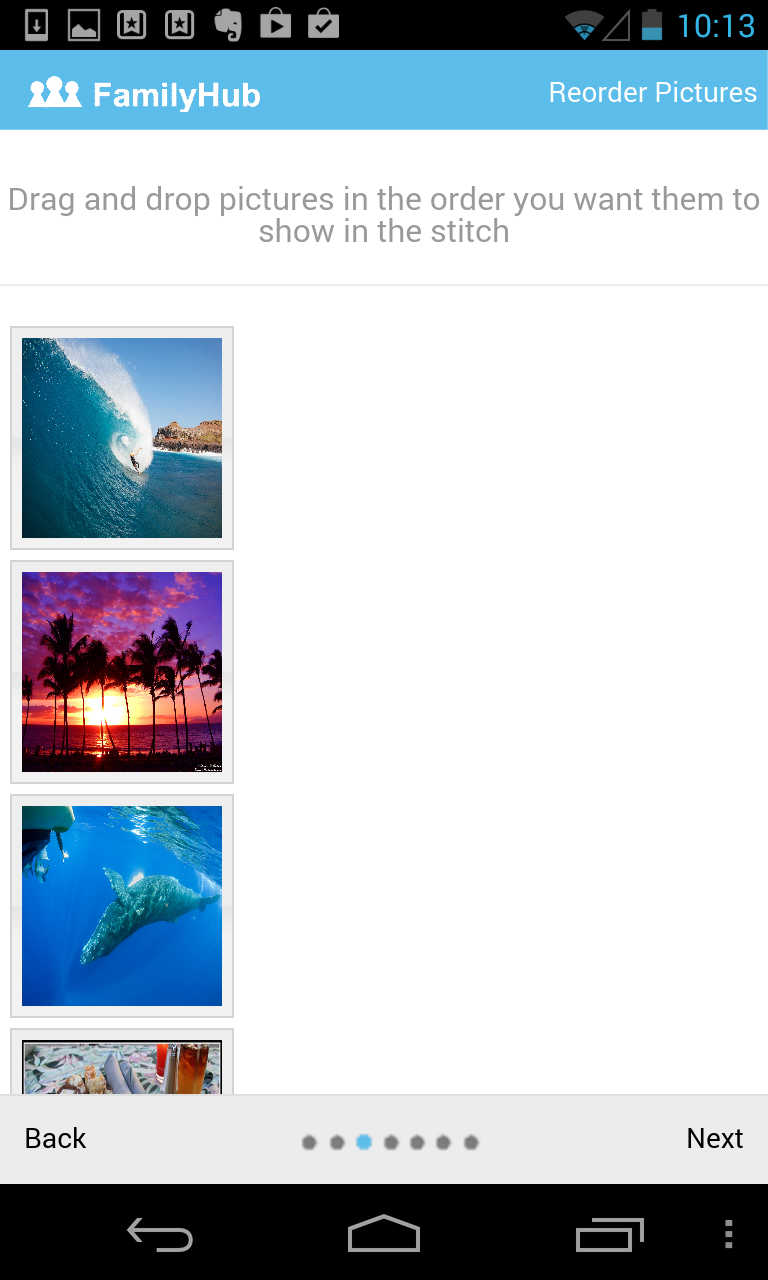 10:13
FamilyHub
Reorder Pictures
Drag and drop pictures in the order you want them to
show in the stitch
Back
Next